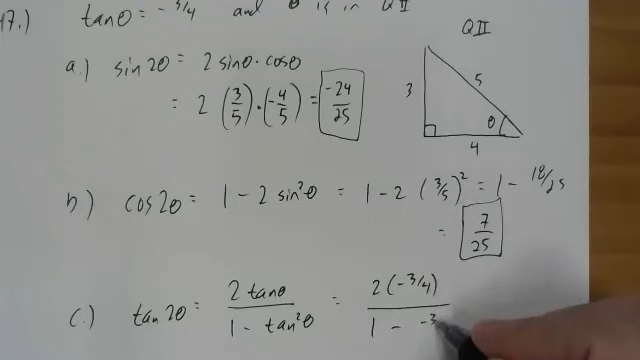 17.) tanθ = -3/4 and θ is in QII
QII
a.) sin2θ = 2 sinθ · cosθ
= 2 (3/5) · (-4/5) = -24/25
3
5
θ
4
b) cos2θ = 1 - 2 sin²θ = 1 - 2 (3/5)² = 1 - 18/25
= 7/25
c.) tan2θ = 2 tanθ / 1 - tan²θ = 2(-3/4) / 1 - -3